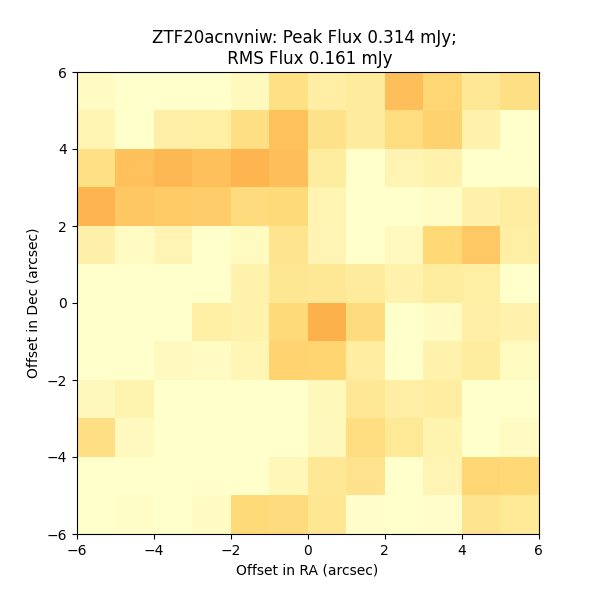 ZTF20acnvniw: Peak Flux 0.314 mJy;
RMS Flux 0.161 mJy
6
4
2
0
−2
−4
−6
Offset in Dec (arcsec)
−6 −4 −2 0 2 4 6
Offset in RA (arcsec)